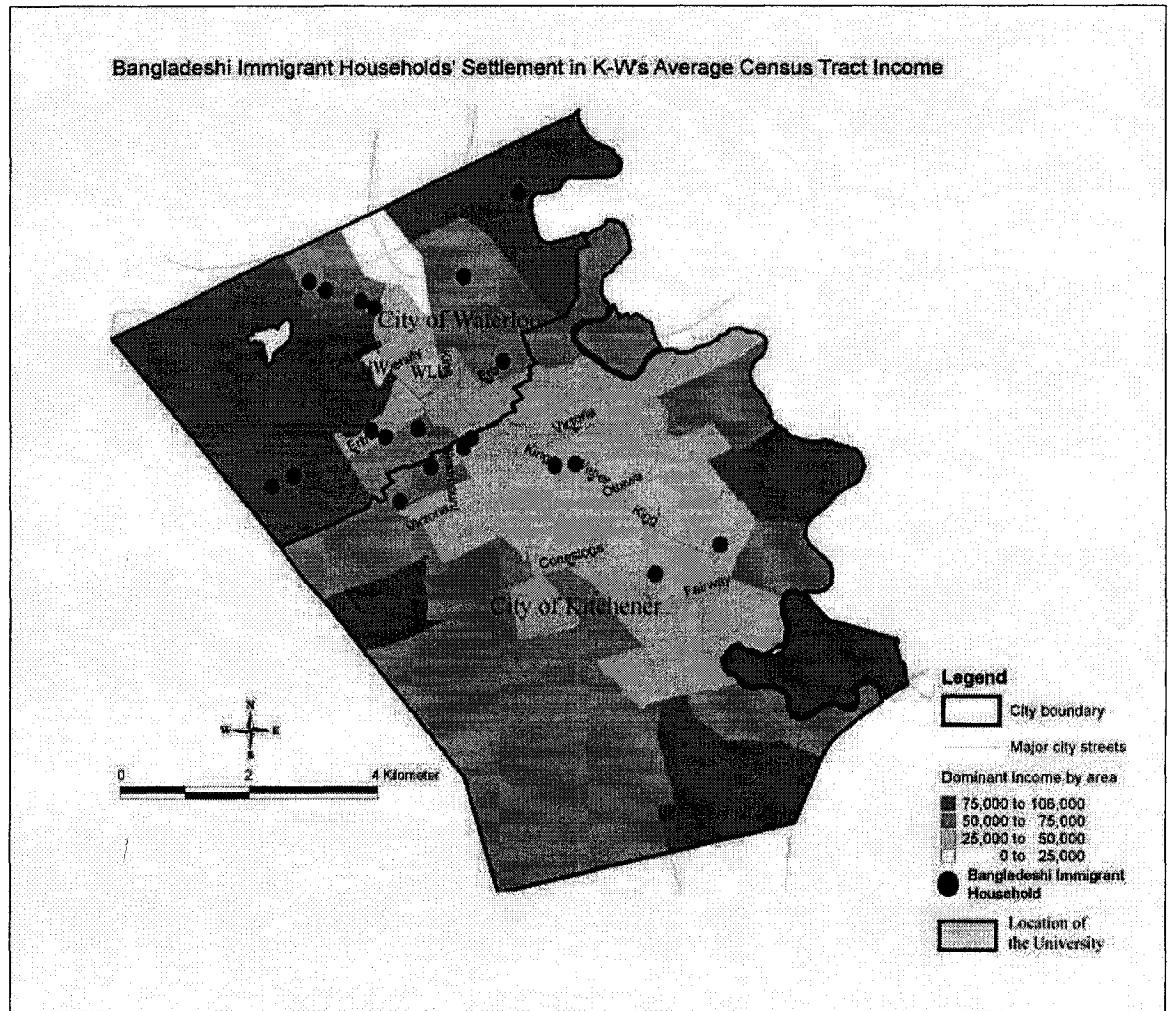 Bangladeshi Immigrant Households' Settlement in K-W's Average Census Tract Income
City of Waterloo
WLU
Erb
Erb
Victoria
King
Ottawa
Victoria
King
Conestoga
Fairway
City of Kitchener
N
W E
S
0 2 4 Kilometer
Legend
City boundary
Major city streets
Dominant Income by area
75,000 to 106,000
50,000 to 75,000
25,000 to 50,000
0 to 25,000
Bangladeshi Immigrant
Household
Location of
the University